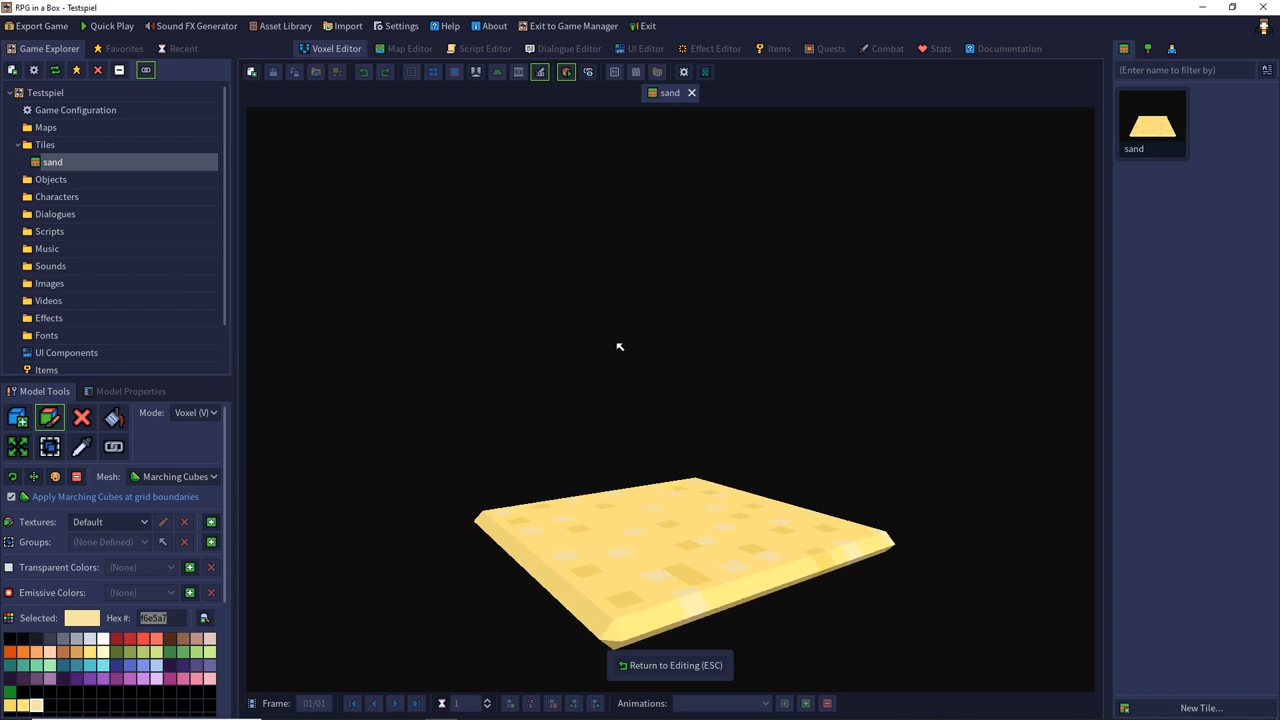 RPG in a Box - Testspiel
Export Game Quick Play Sound FX Generator Asset Library Import Settings Help About Exit to Game Manager Exit
Game Explorer Favorites Recent Voxel Editor Map Editor Script Editor Dialogue Editor UI Editor Effect Editor Items Quests Combat Stats Documentation
(Enter name to filter by)
sand
Testspiel
Game Configuration
Maps
Tiles
sand
Objects
Characters
Dialogues
Scripts
Music
Sounds
Images
Videos
Effects
Fonts
UI Components
Items
sand
Model Tools Model Properties
Mode: Voxel (V)
Mesh: Marching Cubes
Apply Marching Cubes at grid boundaries
Textures: Default
Groups: (None Defined)
Transparent Colors: (None)
Emissive Colors: (None)
Selected: Hex #: f6e5a7
Return to Editing (ESC)
Frame: 01/01 1 Animations:
New Tile...